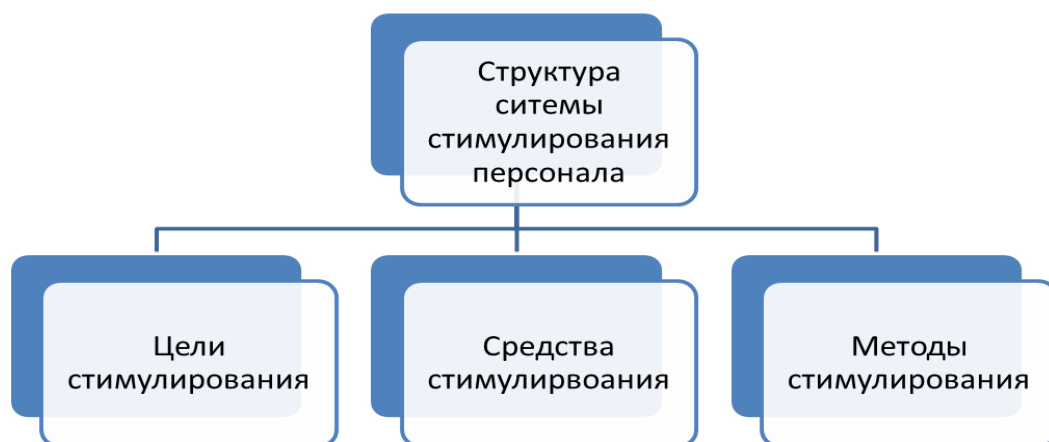 Структура
ситемы
стимулирования
персонала
Цели
стимулирования
Средства
стимулирвоания
Методы
стимулирования